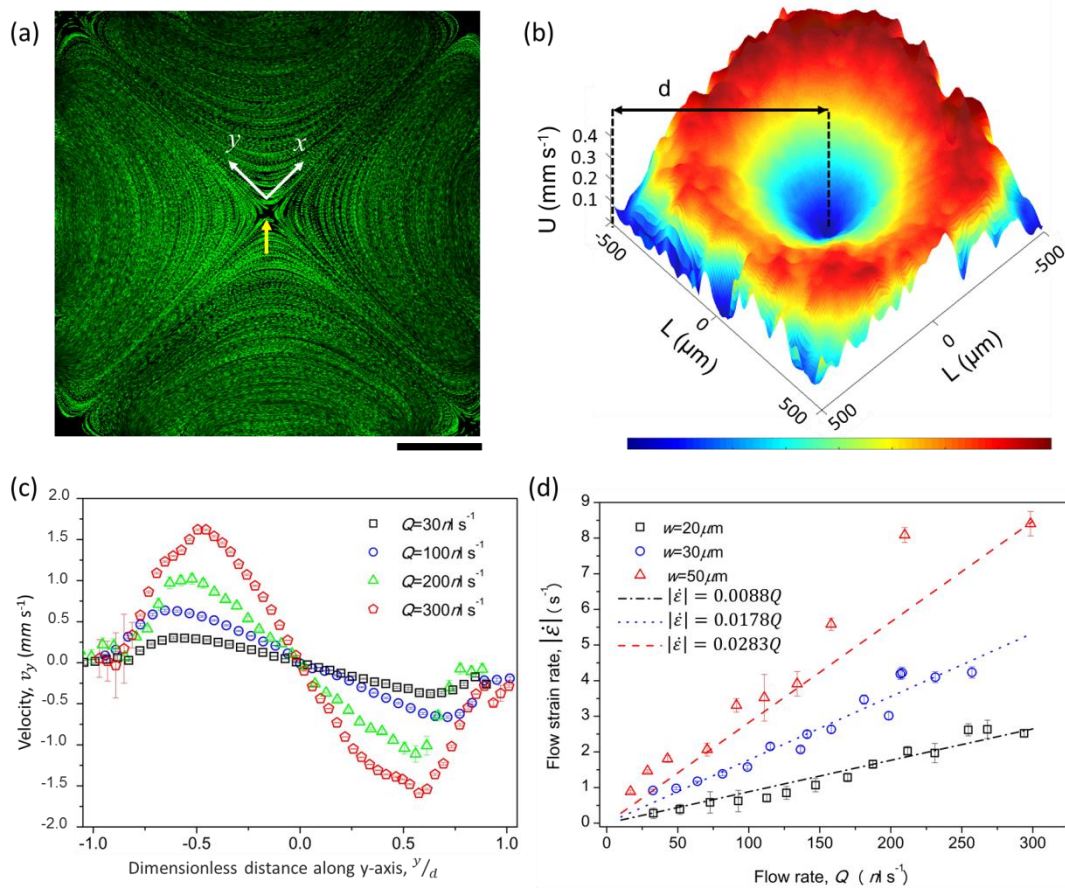 (a)
y
x
(b)
d
U (mm s⁻¹)
0.4
0.3
0.2
0.1
-500
0
500
L (μm)
500
0
-500
L (μm)
(c)
Velocity, vy (mm s⁻¹)
2.0
1.5
1.0
0.5
0.0
-0.5
-1.0
-1.5
-2.0
Q=30nl s⁻¹
Q=100nl s⁻¹
Q=200nl s⁻¹
Q=300nl s⁻¹
-1.0 -0.5 0.0 0.5 1.0
Dimensionless distance along y-axis, y/d
(d)
Flow strain rate, |ε̇| (s⁻¹)
9
8
7
6
5
4
3
2
1
0
w=20μm
w=30μm
w=50μm
|ε̇| = 0.0088Q
|ε̇| = 0.0178Q
|ε̇| = 0.0283Q
0 50 100 150 200 250 300
Flow rate, Q (nl s⁻¹)